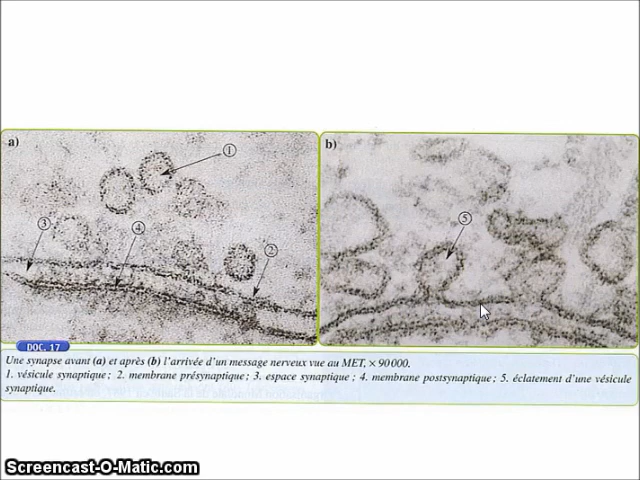 a)
b)
1
5
3
4
2
DOC. 17
Une synapse avant (a) et après (b) l'arrivée d'un message nerveux vue au MET, × 90 000.
1. vésicule synaptique ; 2. membrane présynaptique ; 3. espace synaptique ; 4. membrane postsynaptique ; 5. éclatement d'une vésicule
synaptique.
Screencast-O-Matic.com